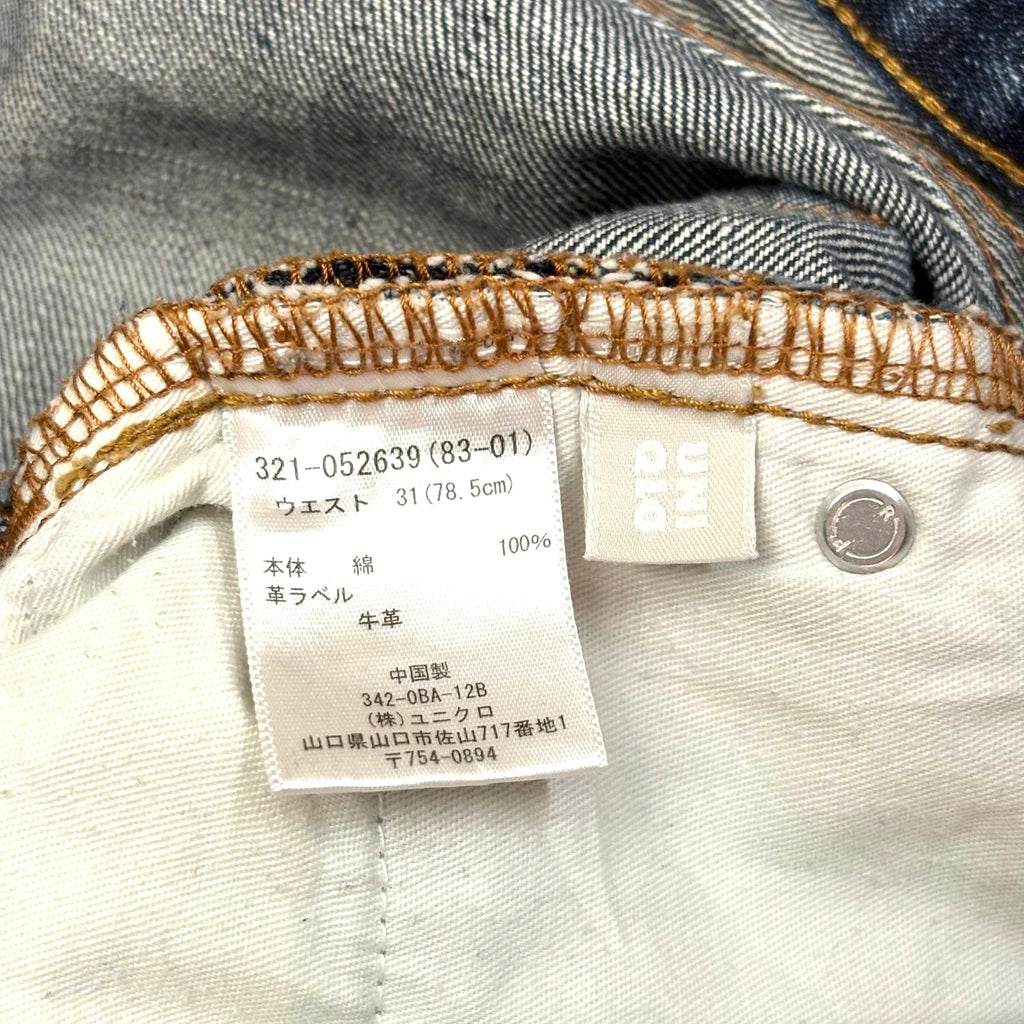 321-052639(83-01)
ウエスト 31(78.5cm)
本体 綿 100%
革ラベル
牛革
中国製
342-0BA-12B
(株)ユニクロ
山口県山口市佐山717番地1
〒754-0894
UNI
QLO
R